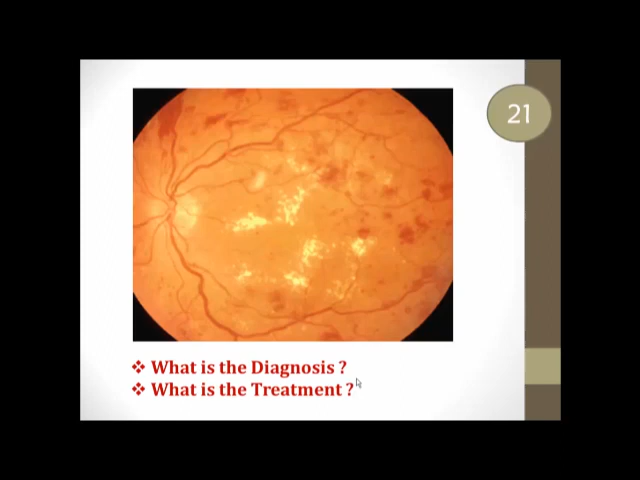 21
❖ What is the Diagnosis ?
❖ What is the Treatment ?